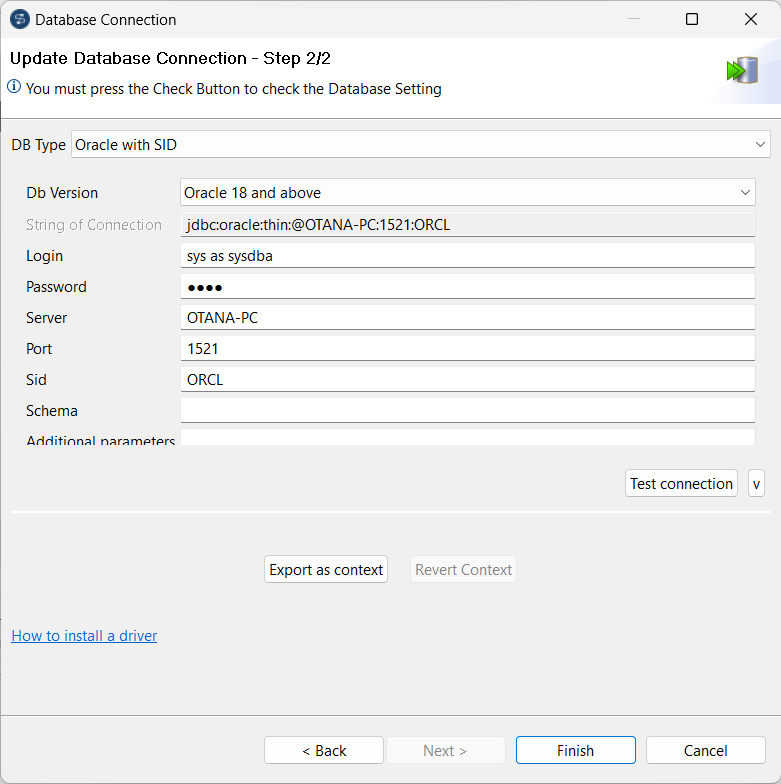 Database Connection
Update Database Connection - Step 2/2
You must press the Check Button to check the Database Setting
DB Type Oracle with SID
Db Version Oracle 18 and above
String of Connection jdbc:oracle:thin:@OTANA-PC:1521:ORCL
Login sys as sysdba
Password ●●●●
Server OTANA-PC
Port 1521
Sid ORCL
Schema
Additional parameters
Test connection v
Export as context Revert Context
How to install a driver
< Back Next > Finish Cancel